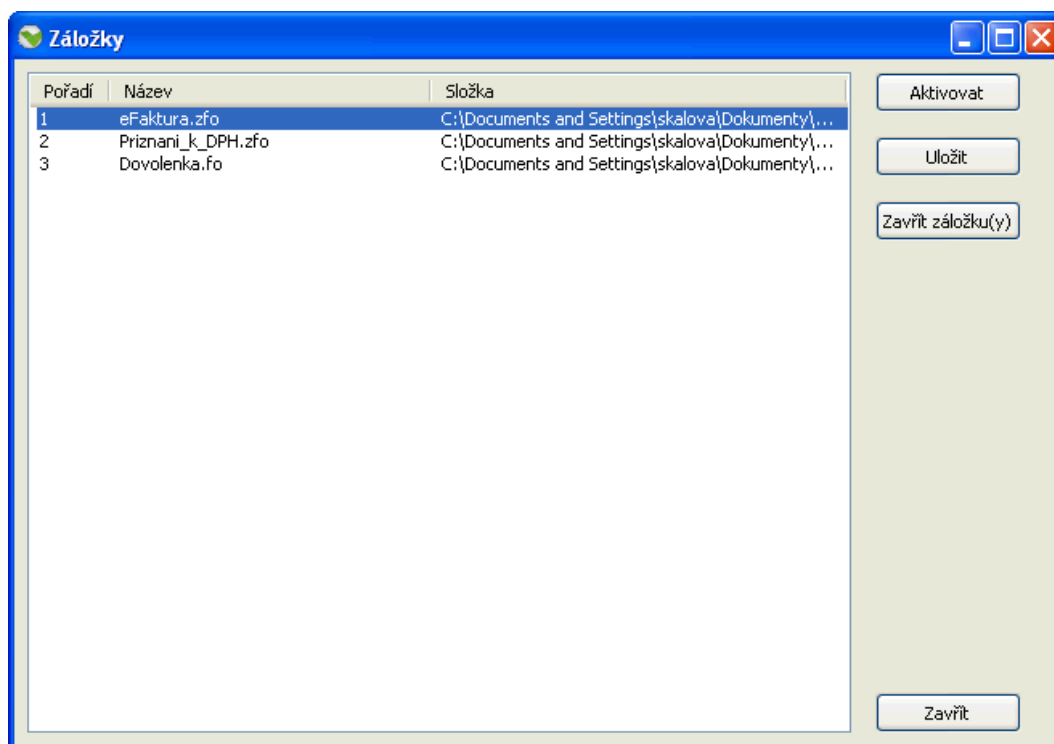 Záložky
Pořadí Název Složka
1 eFaktura.zfo C:\Documents and Settings\skalova\Dokumenty\...
2 Priznani_k_DPH.zfo C:\Documents and Settings\skalova\Dokumenty\...
3 Dovolenka.fo C:\Documents and Settings\skalova\Dokumenty\...
Aktivovat
Uložit
Zavřít záložku(y)
Zavřít